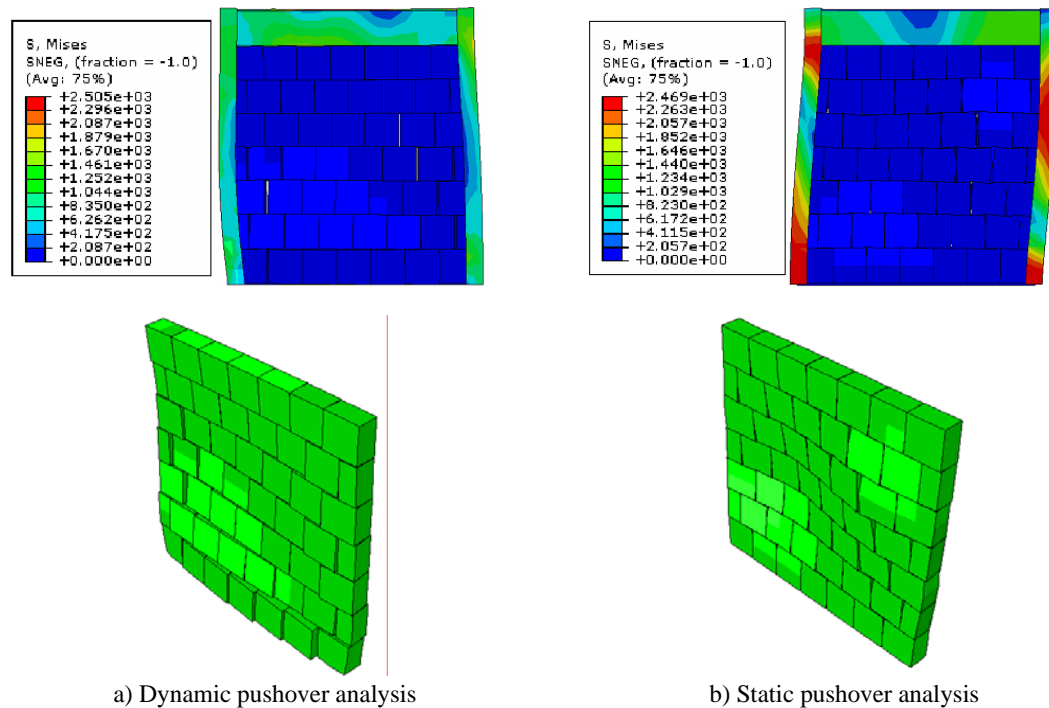 S, Mises
SNEG, (fraction = -1.0)
(Avg: 75%)
+2.505e+03
+2.296e+03
+2.087e+03
+1.879e+03
+1.670e+03
+1.461e+03
+1.252e+03
+1.044e+03
+8.350e+02
+6.262e+02
+4.175e+02
+2.087e+02
+0.000e+00
S, Mises
SNEG, (fraction = -1.0)
(Avg: 75%)
+2.469e+03
+2.263e+03
+2.057e+03
+1.852e+03
+1.646e+03
+1.440e+03
+1.234e+03
+1.029e+03
+8.230e+02
+6.172e+02
+4.115e+02
+2.057e+02
+0.000e+00
a) Dynamic pushover analysis
b) Static pushover analysis